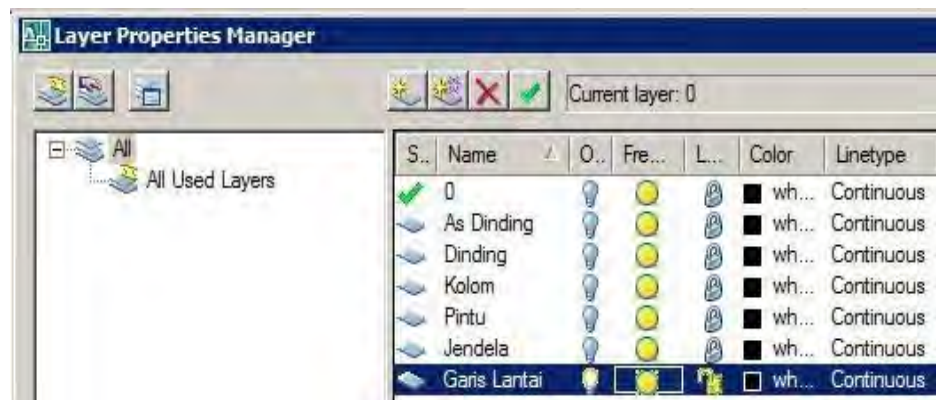 Layer Properties Manager
Current layer: 0
All
All Used Layers
S.. Name O.. Fre... L... Color Linetype
0 wh... Continuous
As Dinding wh... Continuous
Dinding wh... Continuous
Kolom wh... Continuous
Pintu wh... Continuous
Jendela wh... Continuous
Garis Lantai wh... Continuous